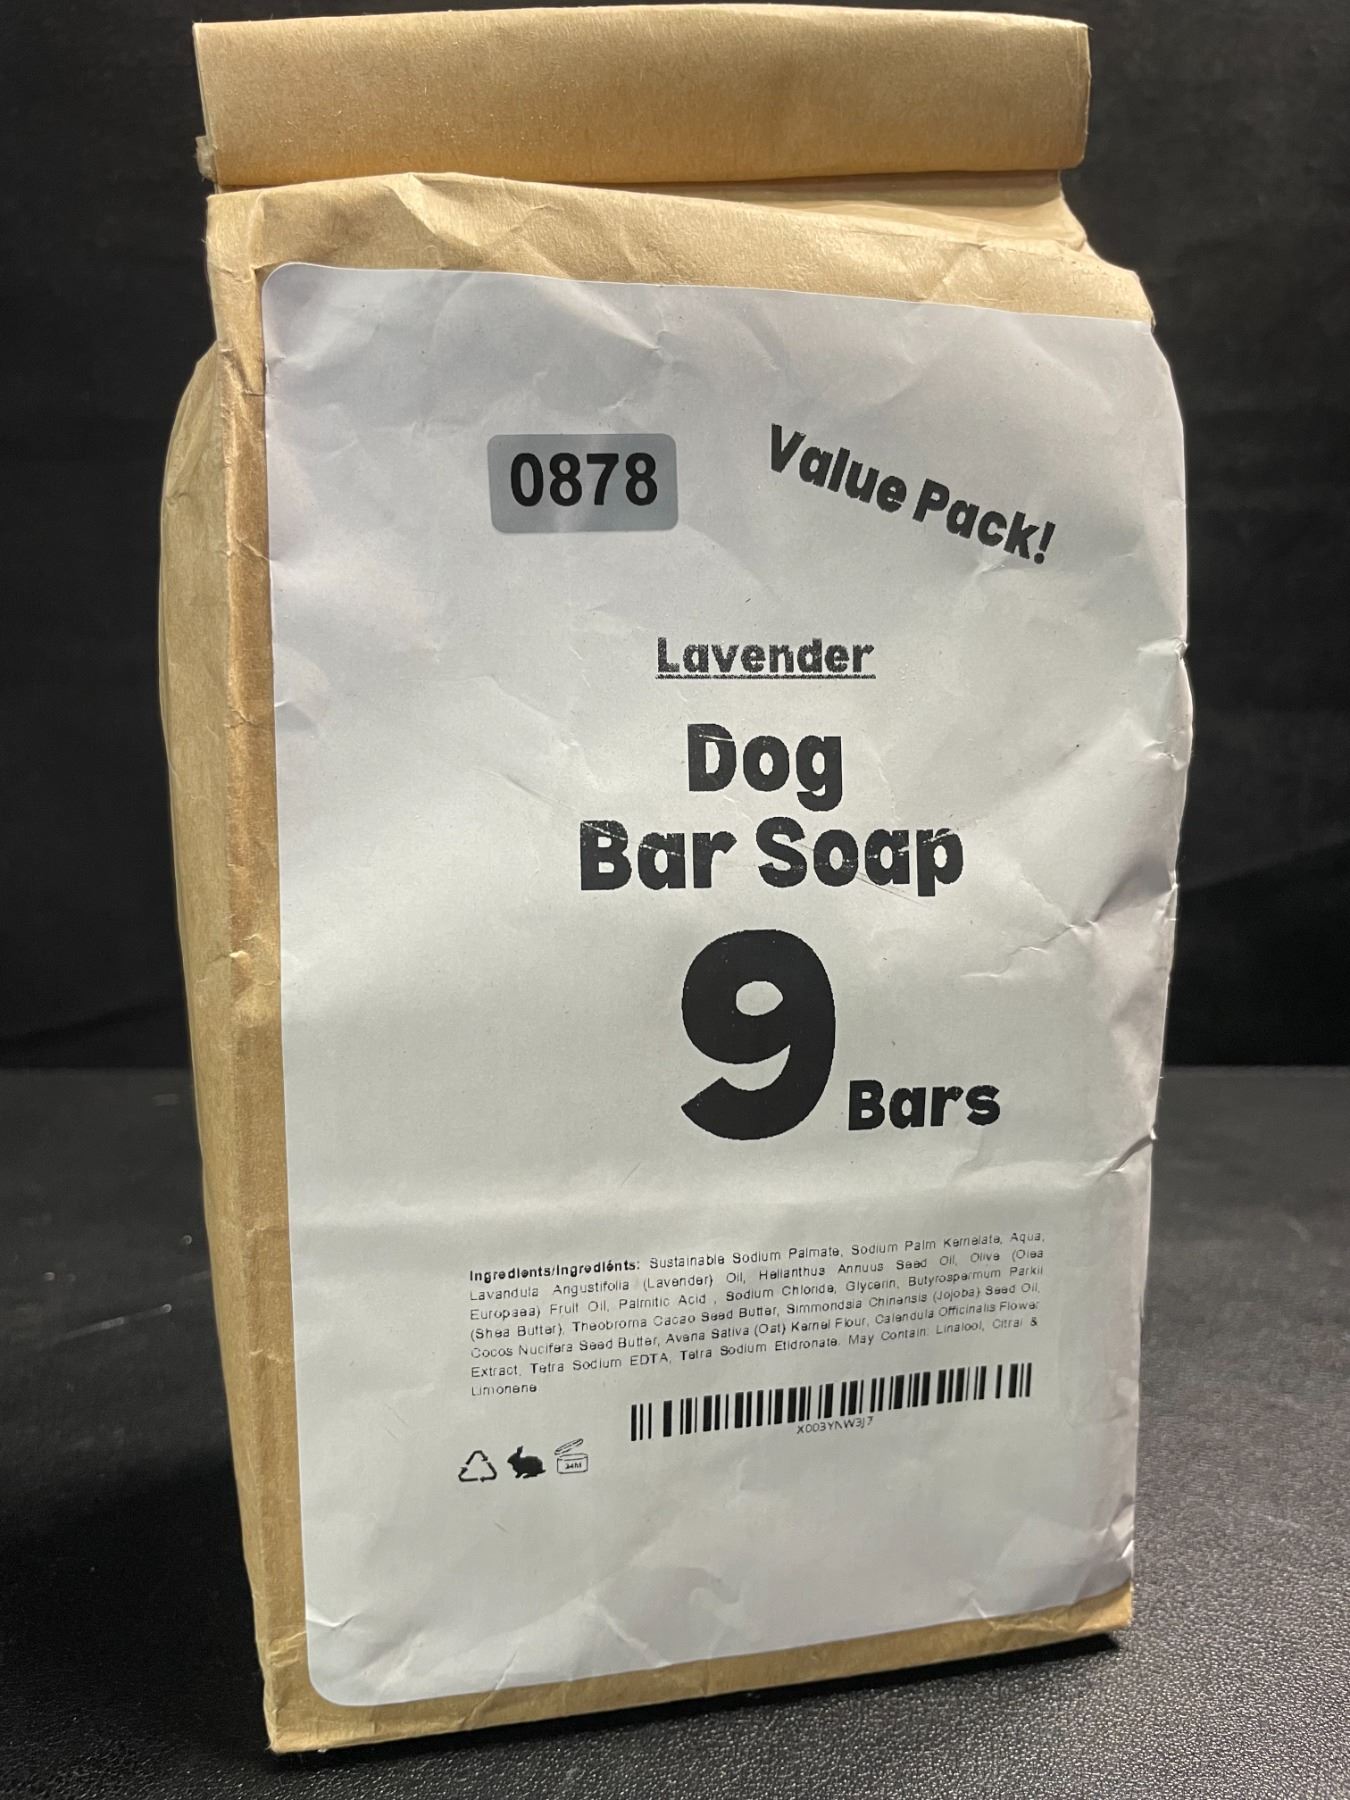 0878
Value Pack!
Lavender
Dog
Bar Soap
9 Bars
Ingredients/Ingrediénts: Sustainable Sodium Palmate, Sodium Palm Kernelate, Aqua,
Lavandula Angustifolia (Lavender) Oil, Helianthus Annuus Seed Oil, Olive (Olea
Europaea) Fruit Oil, Palmitic Acid , Sodium Chloride, Glycerin, Butyrospermum Parkii
(Shea Butter), Theobroma Cacao Seed Butter, Simmondsia Chinensis (Jojoba) Seed Oil,
Cocos Nucifera Seed Butter, Avena Sativa (Oat) Kernel Flour, Calendula Officinalis Flower
Extract, Tetra Sodium EDTA, Tetra Sodium Etidronate. May Contain: Linalool, Citral &
Limonene
24M